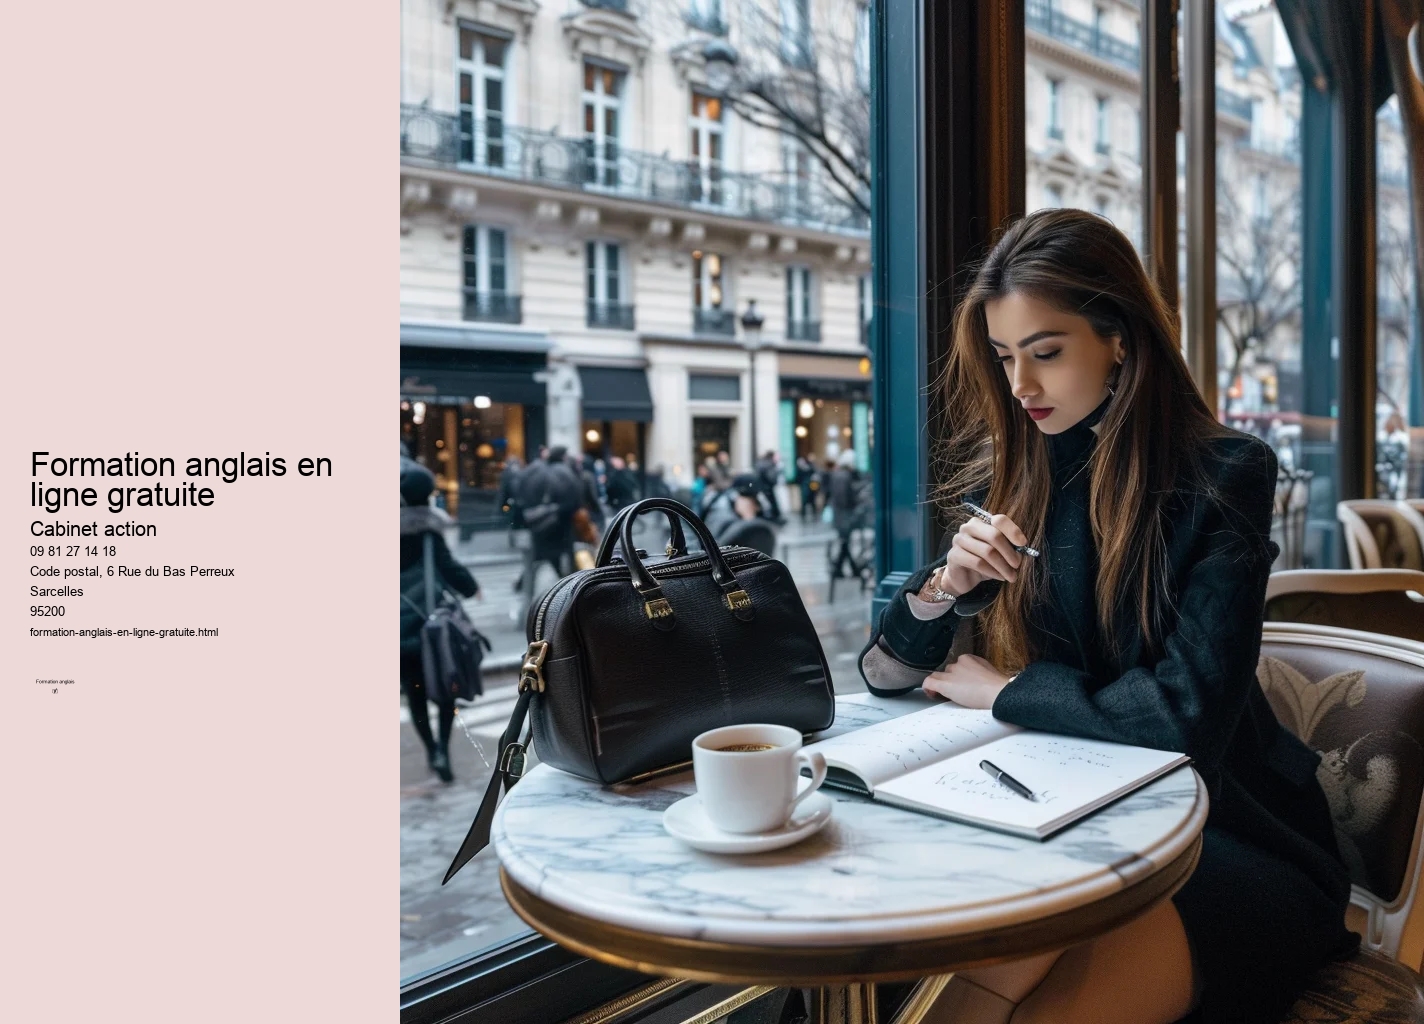 Formation anglais en
ligne gratuite
Cabinet action
09 81 27 14 18
Code postal, 6 Rue du Bas Perreux
Sarcelles
95200
formation-anglais-en-ligne-gratuite.html
Formation anglais